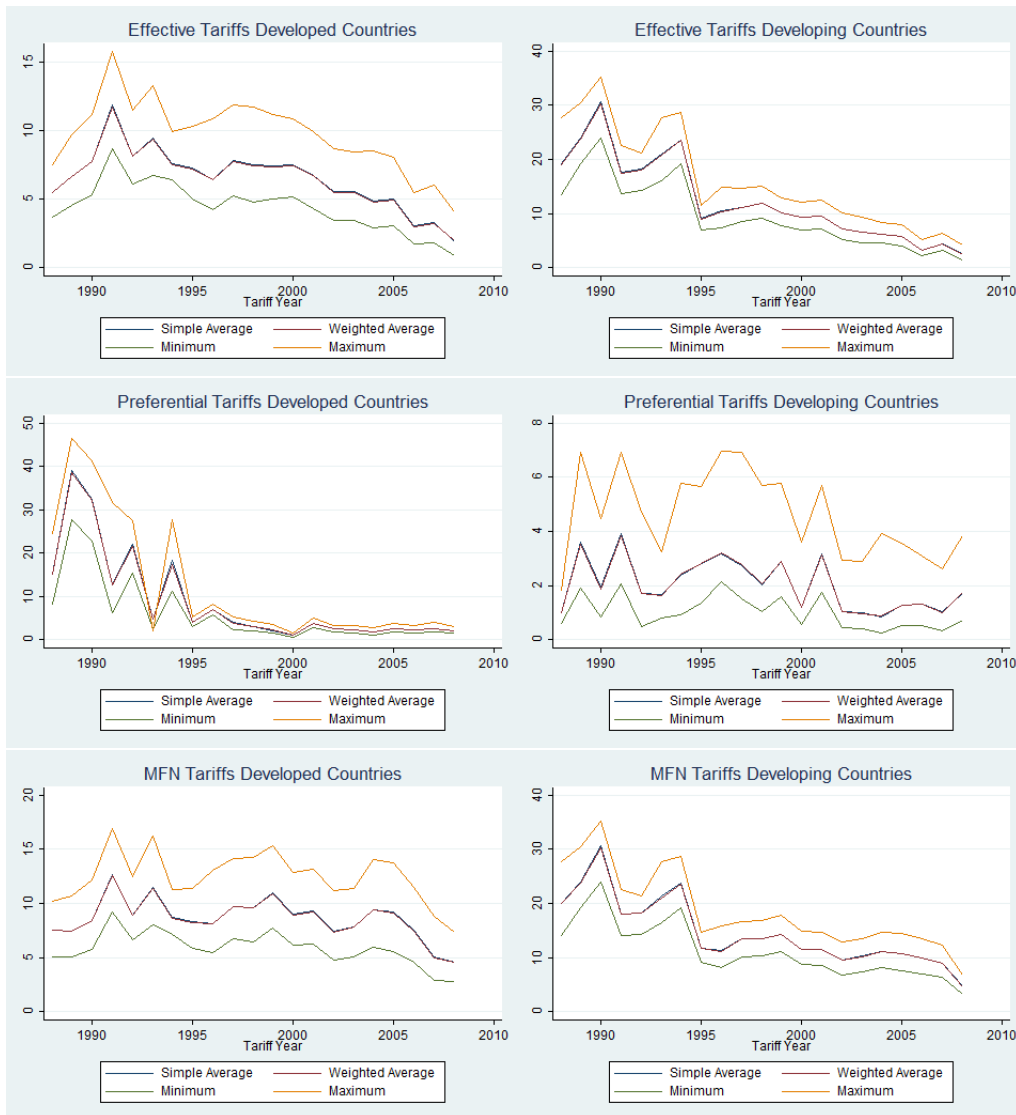 Effective Tariffs Developed Countries
15
10
5
0
1990 1995 2000 2005 2010
Tariff Year
Simple Average Weighted Average
Minimum Maximum
Effective Tariffs Developing Countries
40
30
20
10
0
1990 1995 2000 2005 2010
Tariff Year
Simple Average Weighted Average
Minimum Maximum
Preferential Tariffs Developed Countries
50
40
30
20
10
0
1990 1995 2000 2005 2010
Tariff Year
Simple Average Weighted Average
Minimum Maximum
Preferential Tariffs Developing Countries
8
6
4
2
0
1990 1995 2000 2005 2010
Tariff Year
Simple Average Weighted Average
Minimum Maximum
MFN Tariffs Developed Countries
20
15
10
5
0
1990 1995 2000 2005 2010
Tariff Year
Simple Average Weighted Average
Minimum Maximum
MFN Tariffs Developing Countries
40
30
20
10
0
1990 1995 2000 2005 2010
Tariff Year
Simple Average Weighted Average
Minimum Maximum